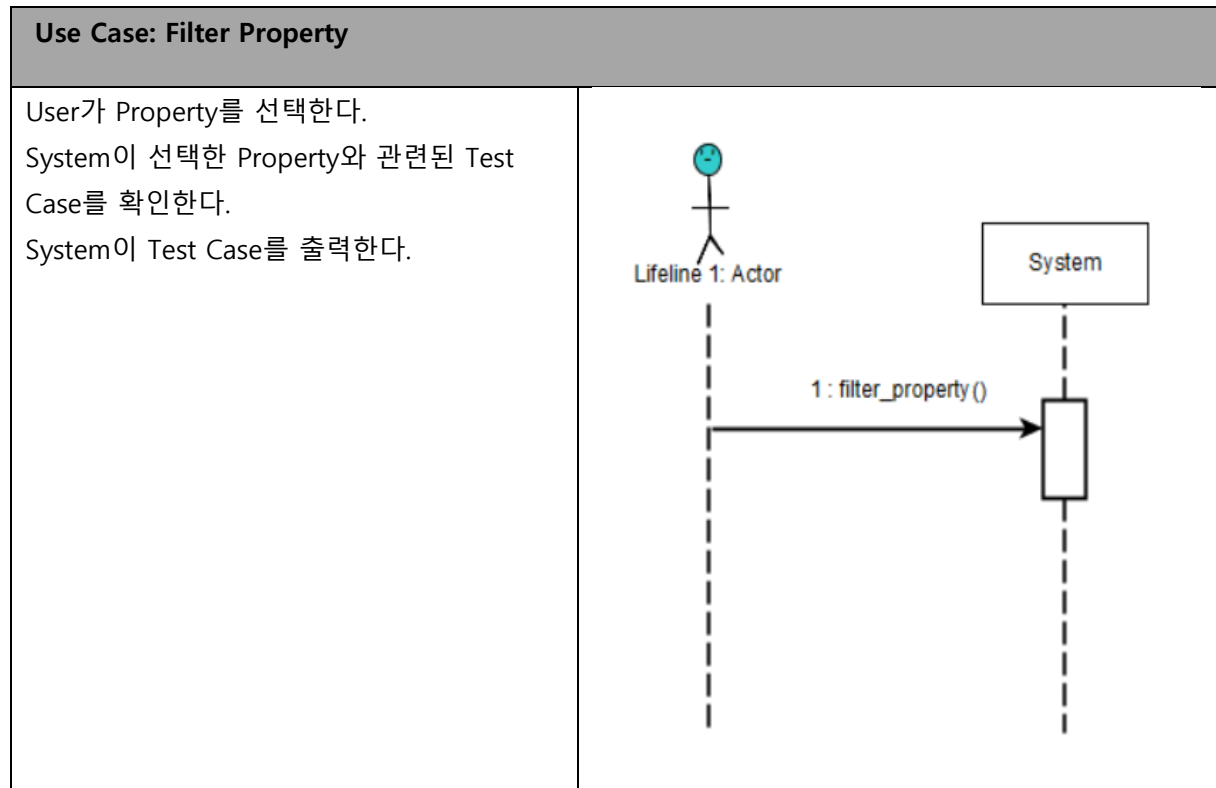 Use Case: Filter Property
User가 Property를 선택한다.
System이 선택한 Property와 관련된 Test
Case를 확인한다.
System이 Test Case를 출력한다.
Lifeline 1: Actor
System
1 : filter_property()